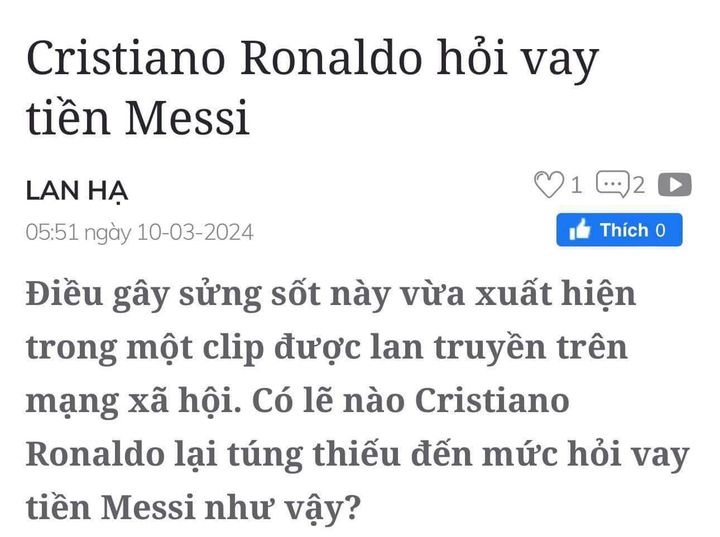 Cristiano Ronaldo hỏi vay
tiền Messi
LAN HẠ
1 2
05:51 ngày 10-03-2024
Thích 0
Điều gây sửng sốt này vừa xuất hiện
trong một clip được lan truyền trên
mạng xã hội. Có lẽ nào Cristiano
Ronaldo lại túng thiếu đến mức hỏi vay
tiền Messi như vậy?